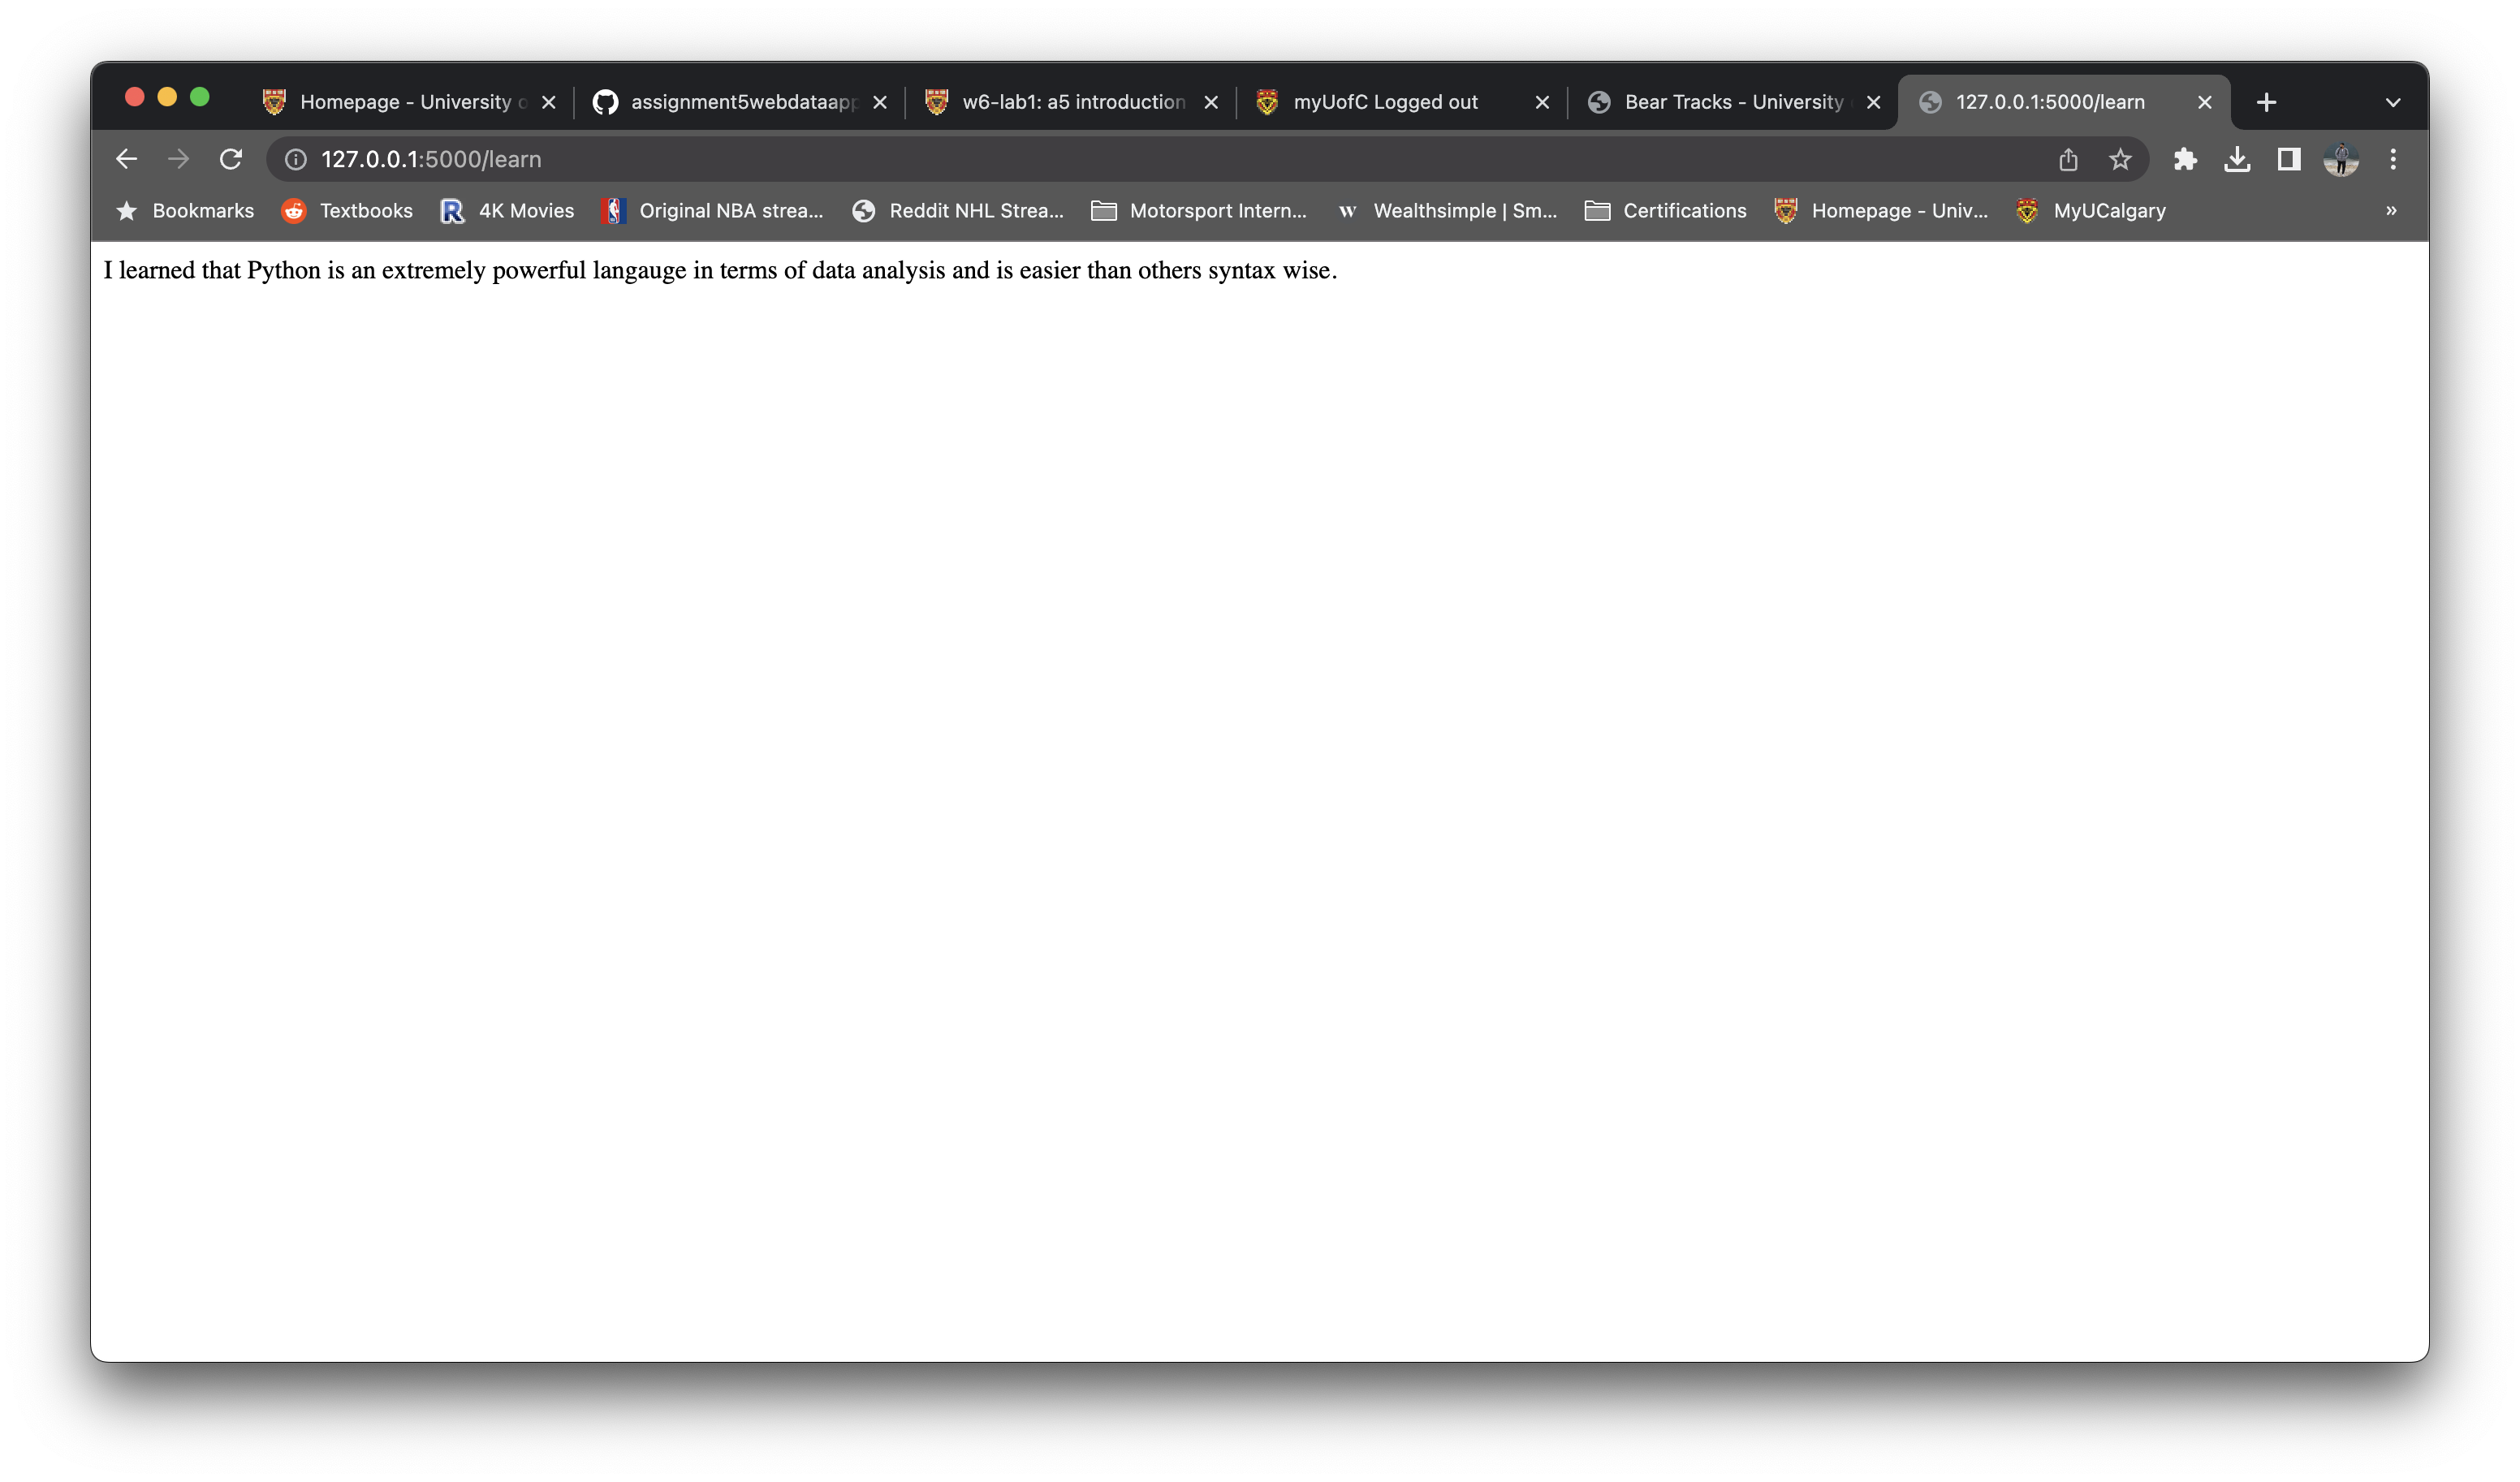 Homepage - University o
assignment5webdataapp
w6-lab1: a5 introduction
myUofC Logged out
Bear Tracks - University
127.0.0.1:5000/learn
127.0.0.1:5000/learn
Bookmarks
Textbooks
4K Movies
Original NBA strea...
Reddit NHL Strea...
Motorsport Intern...
Wealthsimple | Sm...
Certifications
Homepage - Univ...
MyUCalgary
I learned that Python is an extremely powerful langauge in terms of data analysis and is easier than others syntax wise.